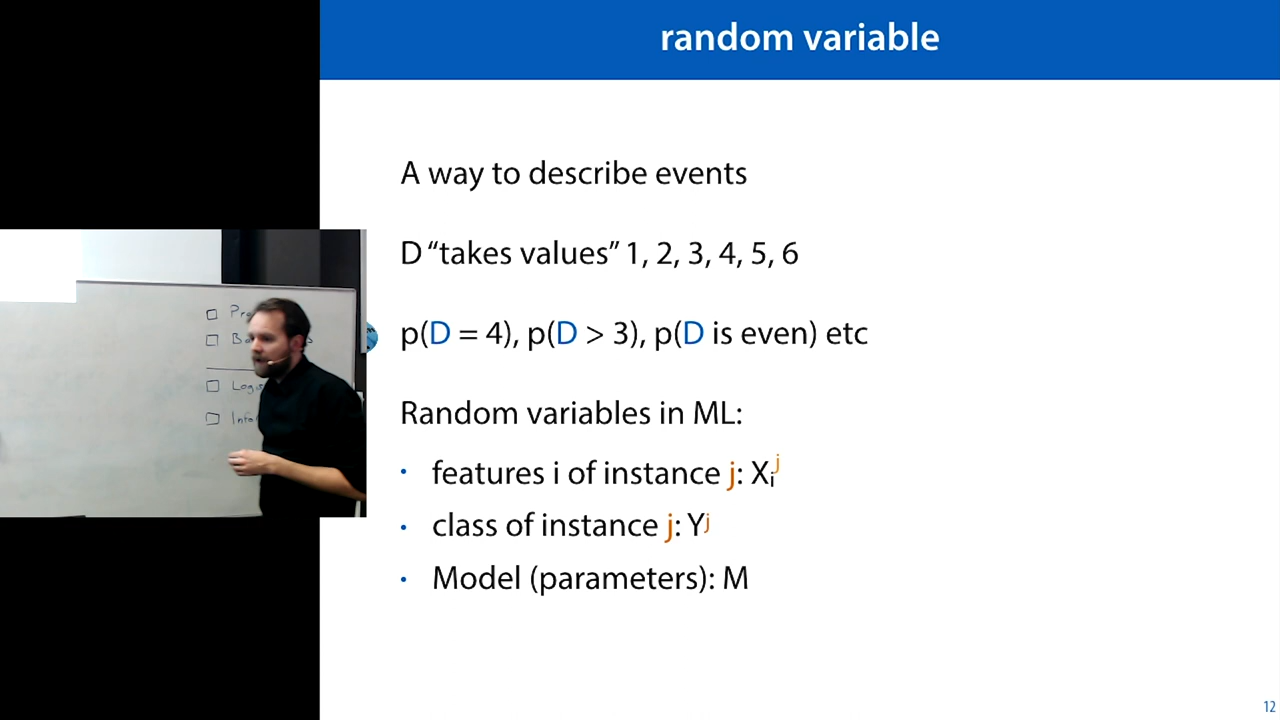 random variable
A way to describe events
D “takes values” 1, 2, 3, 4, 5, 6
p(D = 4), p(D > 3), p(D is even) etc
Random variables in ML:
• features i of instance j: Xᵢʲ
• class of instance j: Yʲ
• Model (parameters): M
12